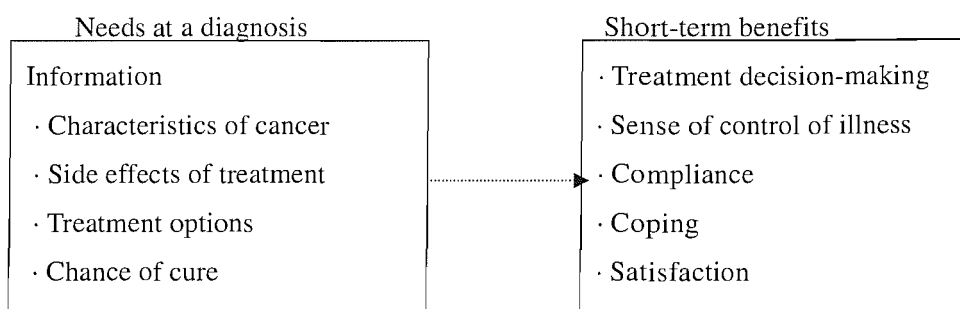 Needs at a diagnosis
Information
· Characteristics of cancer
· Side effects of treatment
· Treatment options
· Chance of cure
Short-term benefits
· Treatment decision-making
· Sense of control of illness
· Compliance
· Coping
· Satisfaction